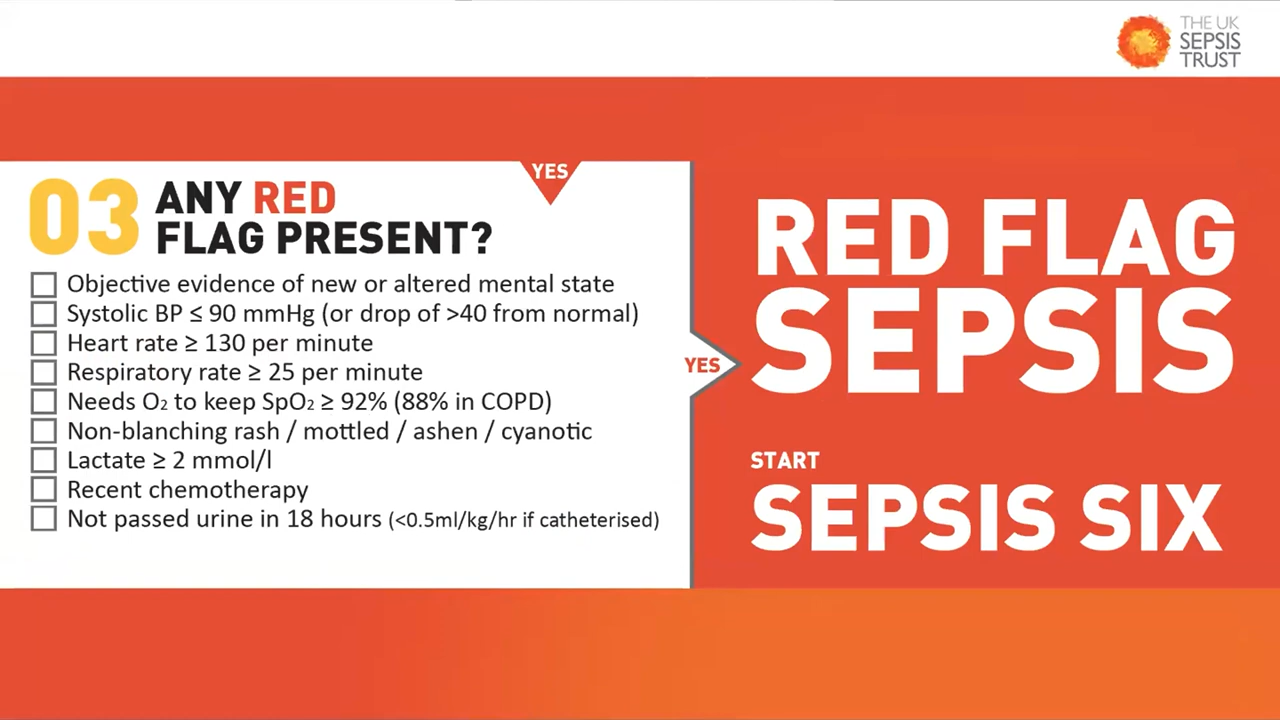 THE UK
SEPSIS
TRUST
YES
03 ANY RED
FLAG PRESENT?
Objective evidence of new or altered mental state
Systolic BP ≤ 90 mmHg (or drop of >40 from normal)
Heart rate ≥ 130 per minute
Respiratory rate ≥ 25 per minute
Needs O₂ to keep SpO₂ ≥ 92% (88% in COPD)
Non-blanching rash / mottled / ashen / cyanotic
Lactate ≥ 2 mmol/l
Recent chemotherapy
Not passed urine in 18 hours (<0.5ml/kg/hr if catheterised)
YES
RED FLAG
SEPSIS
START
SEPSIS SIX